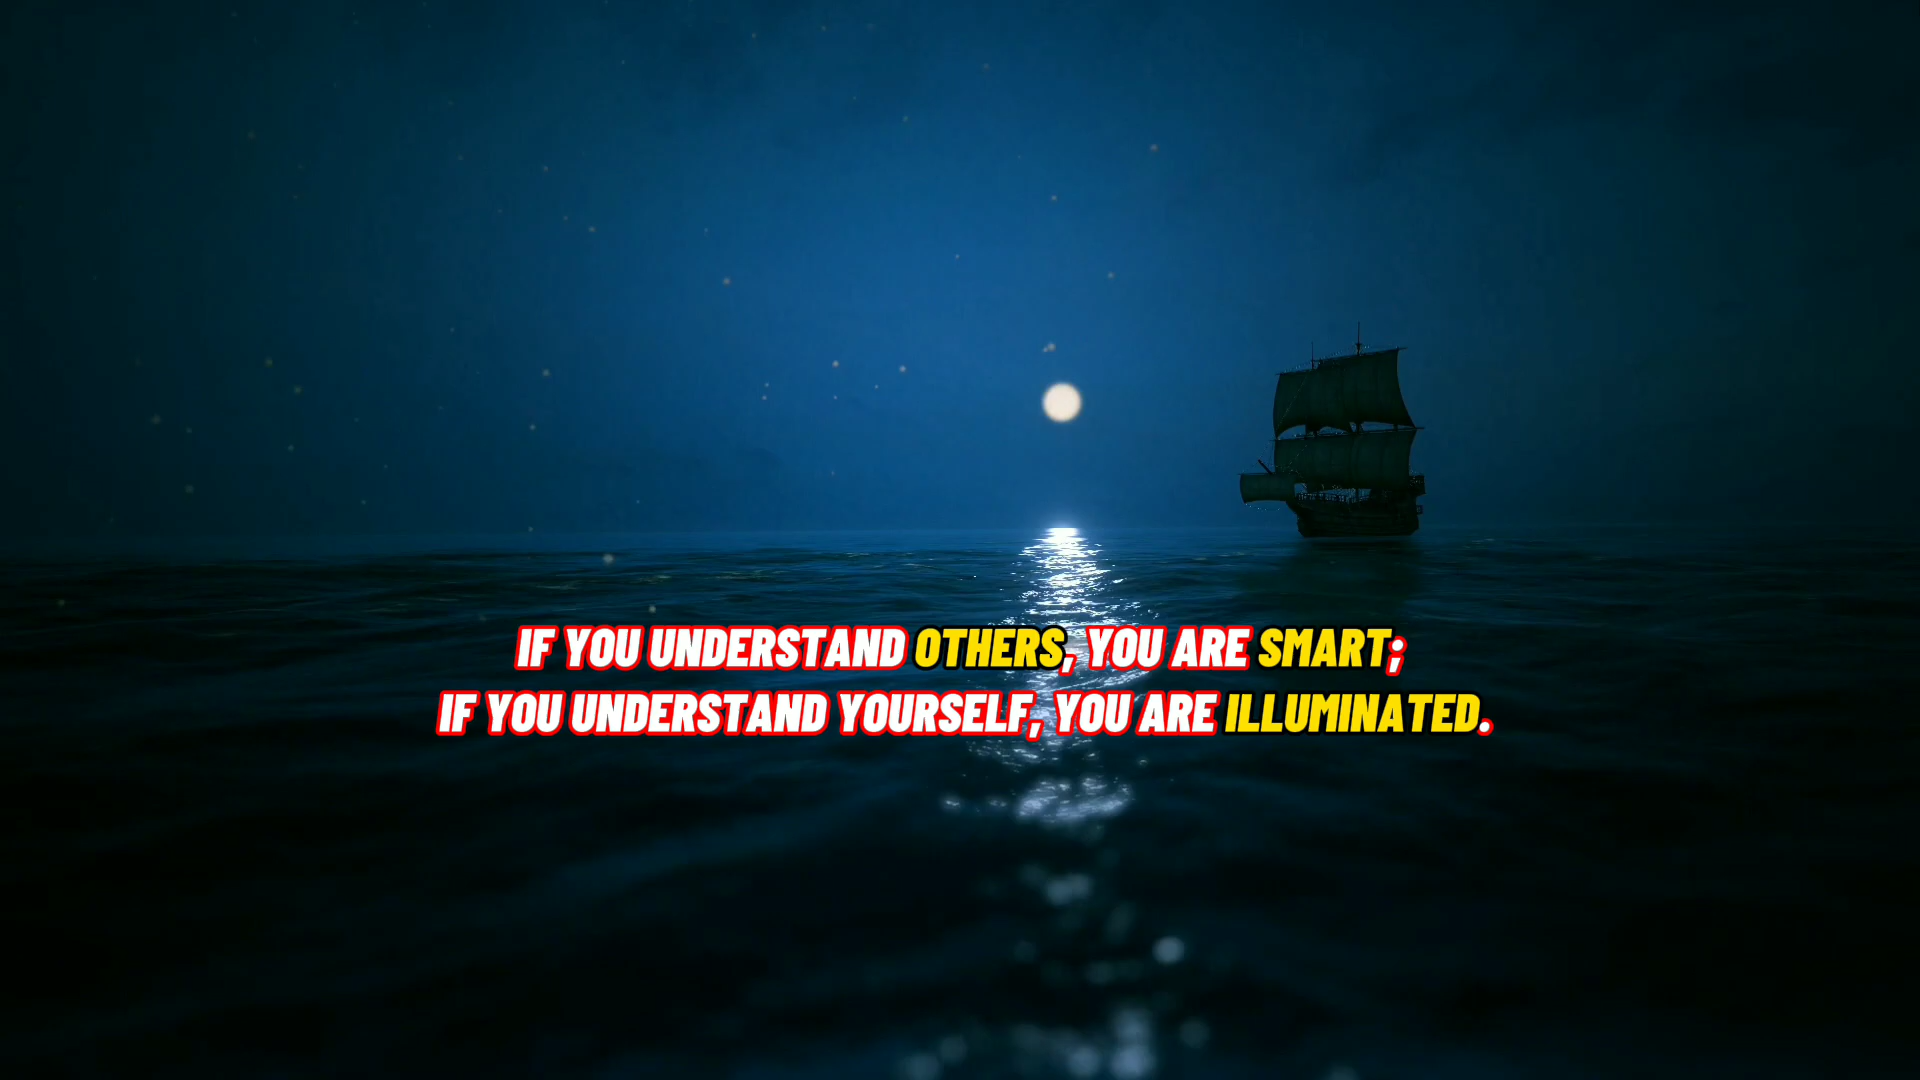 IF YOU UNDERSTAND OTHERS, YOU ARE SMART;
IF YOU UNDERSTAND YOURSELF, YOU ARE ILLUMINATED.